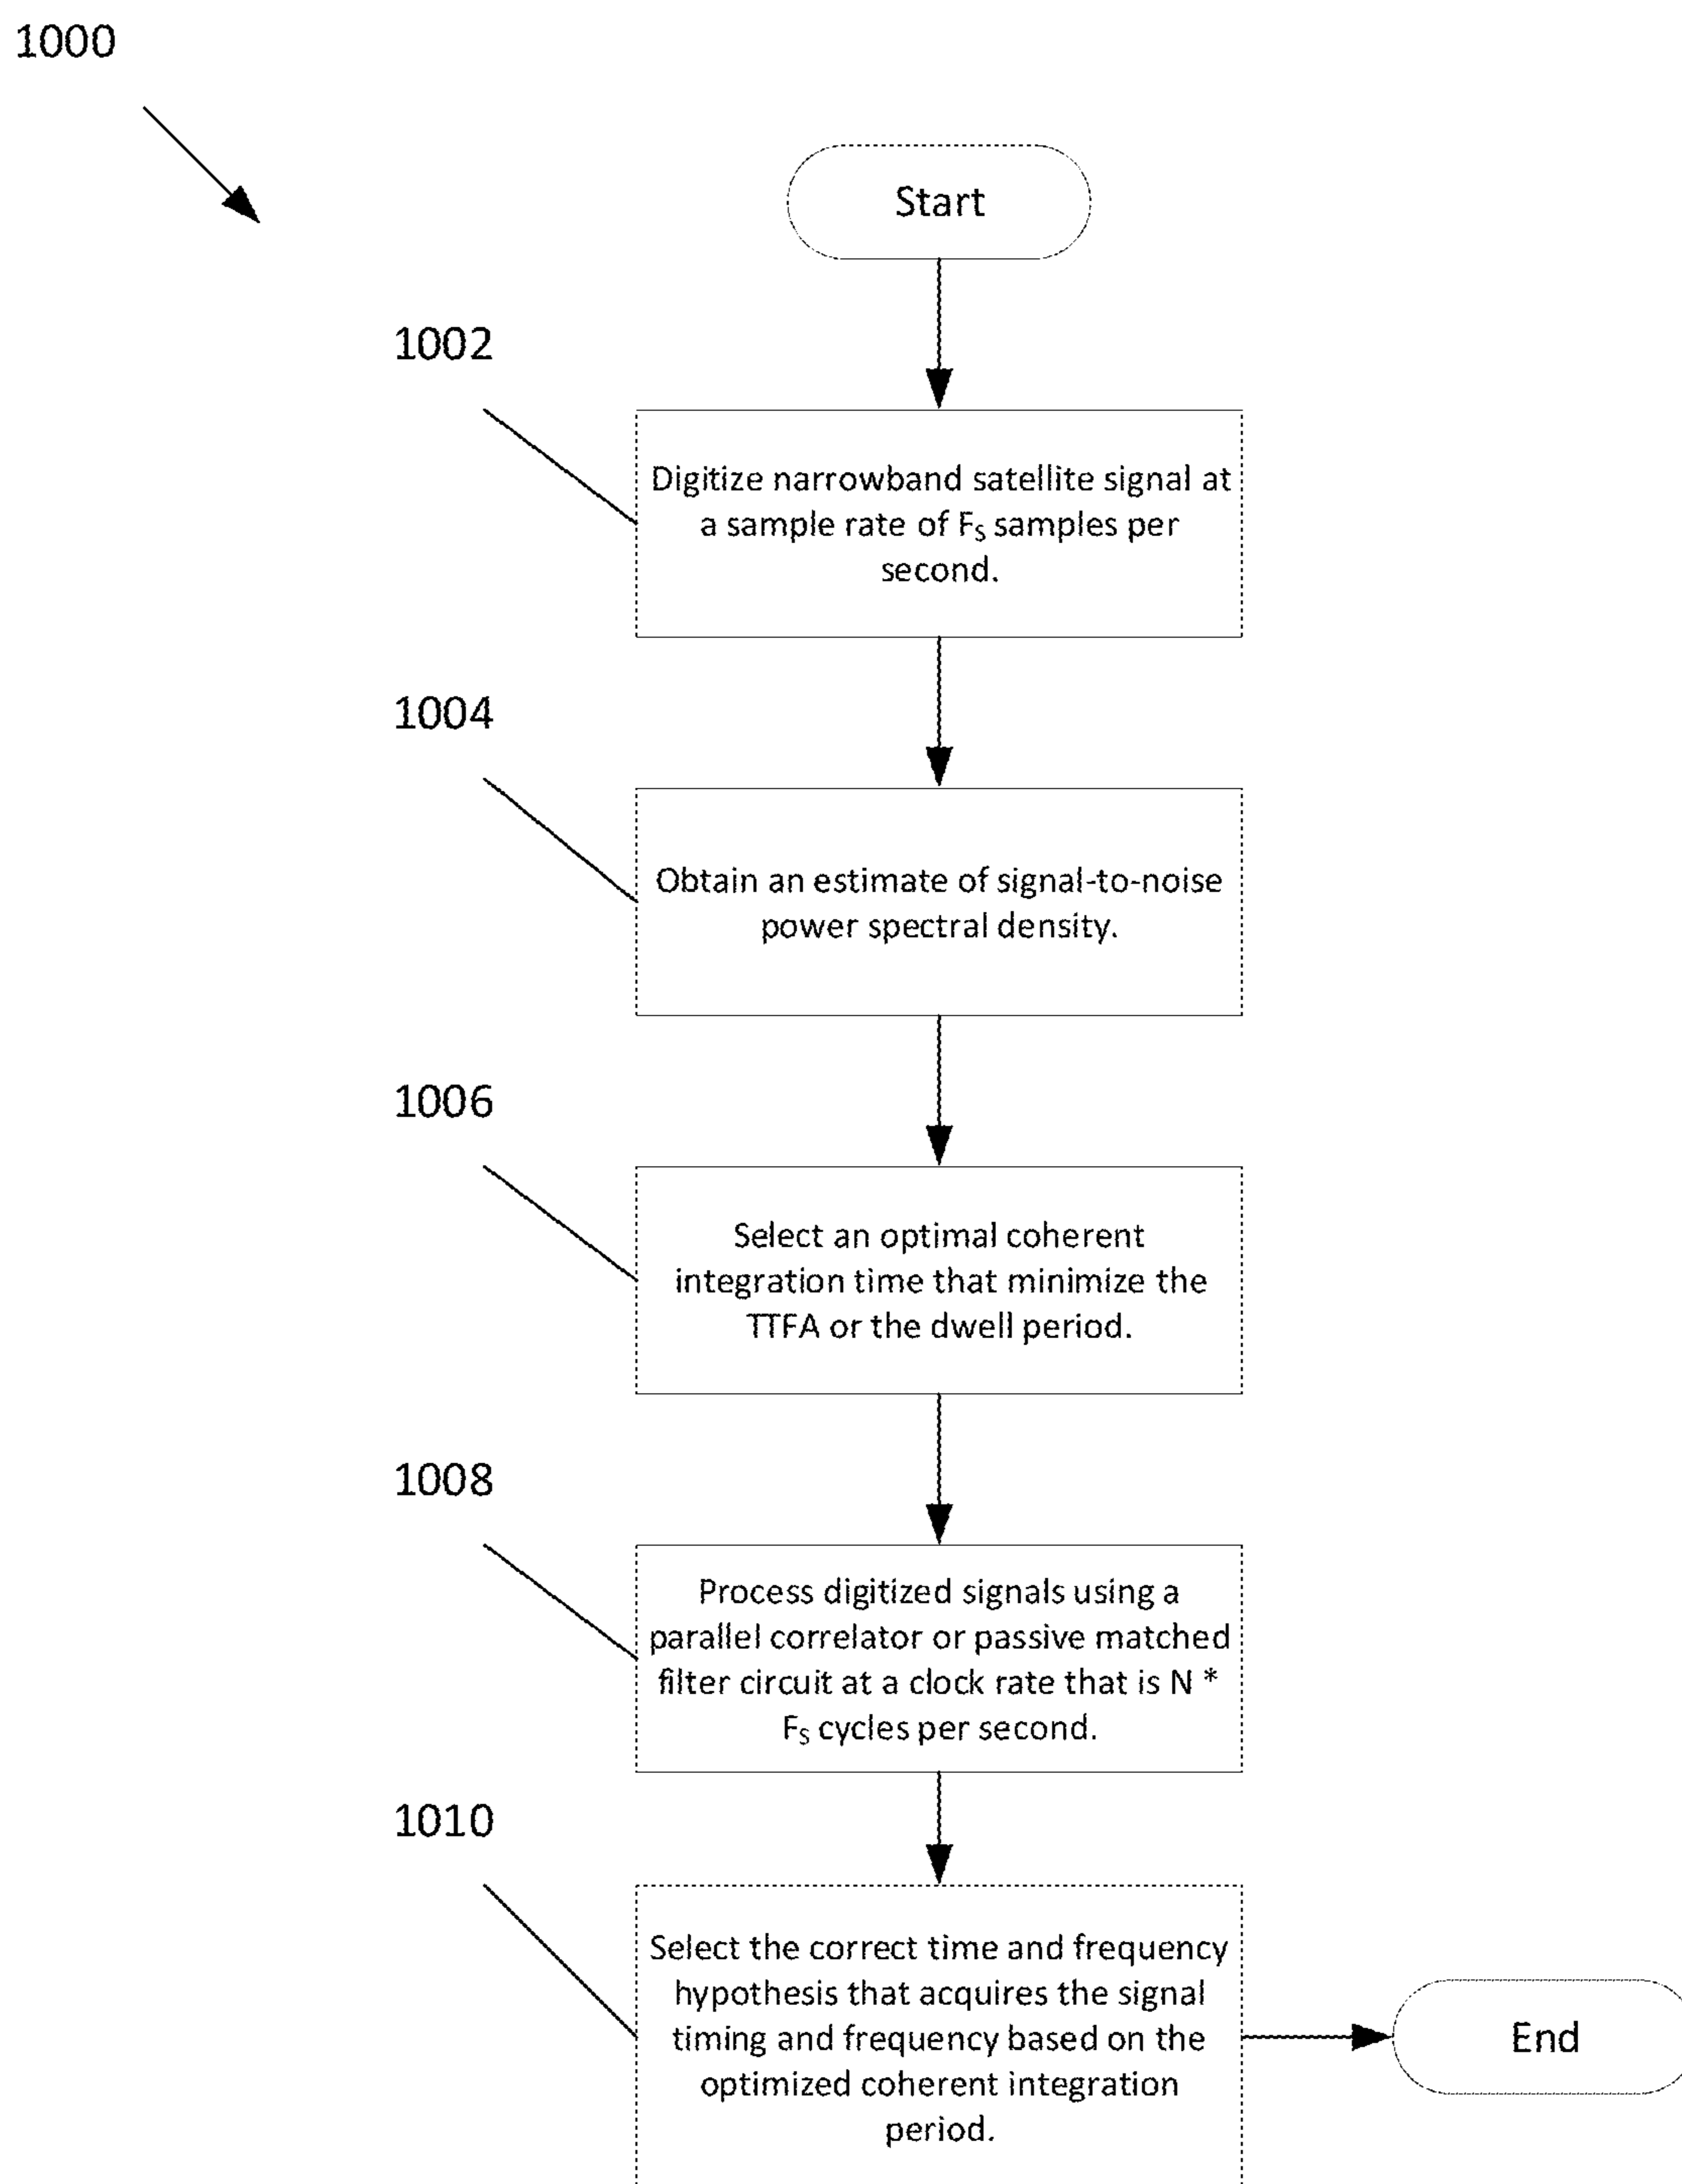 1000
Start
1002
Digitize narrowband satellite signal at
a sample rate of FS samples per
second.
1004
Obtain an estimate of signal-to-noise
power spectral density.
1006
Select an optimal coherent
integration time that minimize the
TTFA or the dwell period.
1008
Process digitized signals using a
parallel correlator or passive matched
filter circuit at a clock rate that is N *
FS cycles per second.
1010
Select the correct time and frequency
hypothesis that acquires the signal
timing and frequency based on the
optimized coherent integration
period.
End